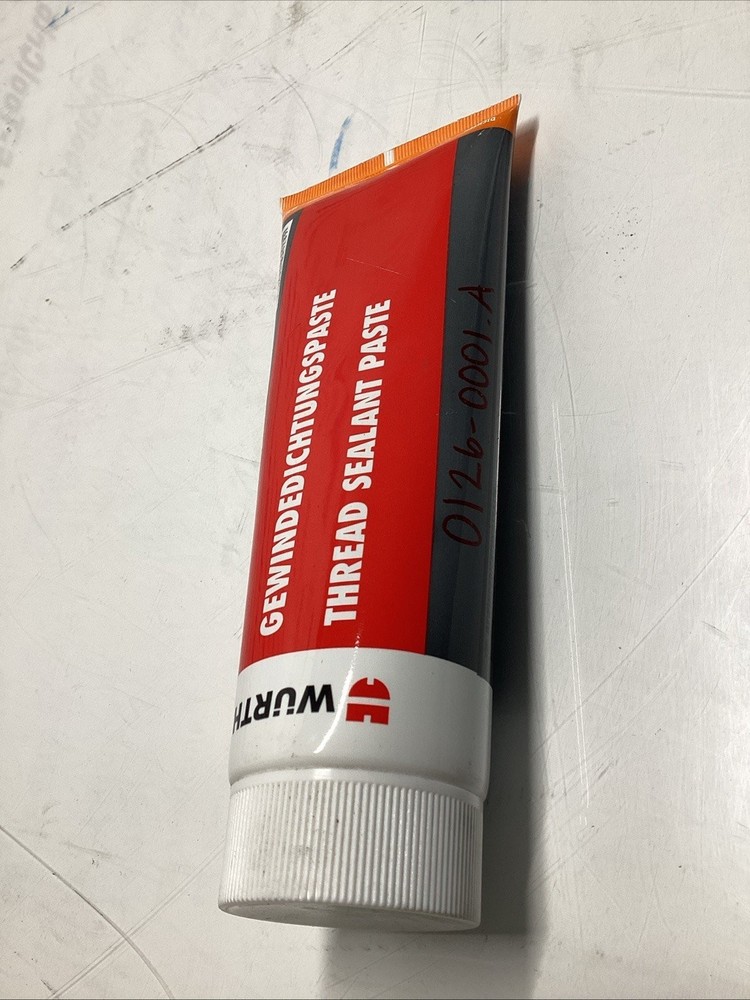 GEWINDEDICHTUNGSPASTE
THREAD SEALANT PASTE
0126-0001.A
WÜRTH